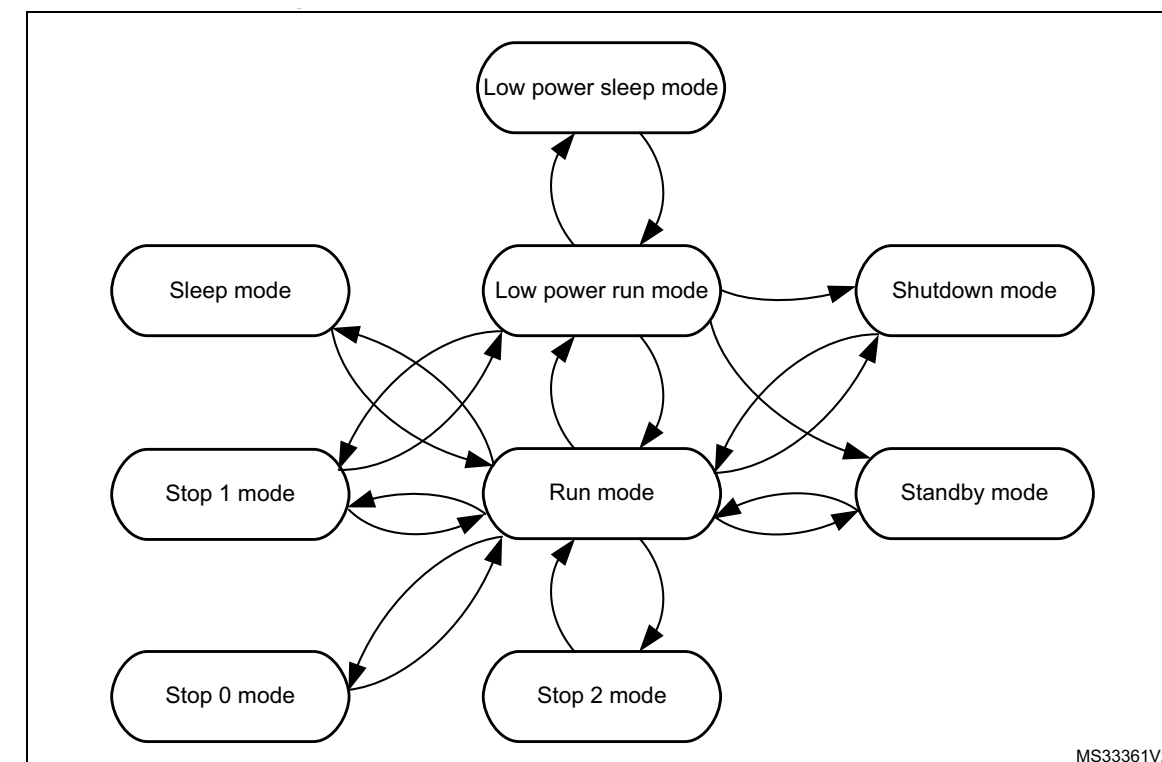 Low power sleep mode
Sleep mode
Low power run mode
Shutdown mode
Stop 1 mode
Run mode
Standby mode
Stop 0 mode
Stop 2 mode
MS33361V